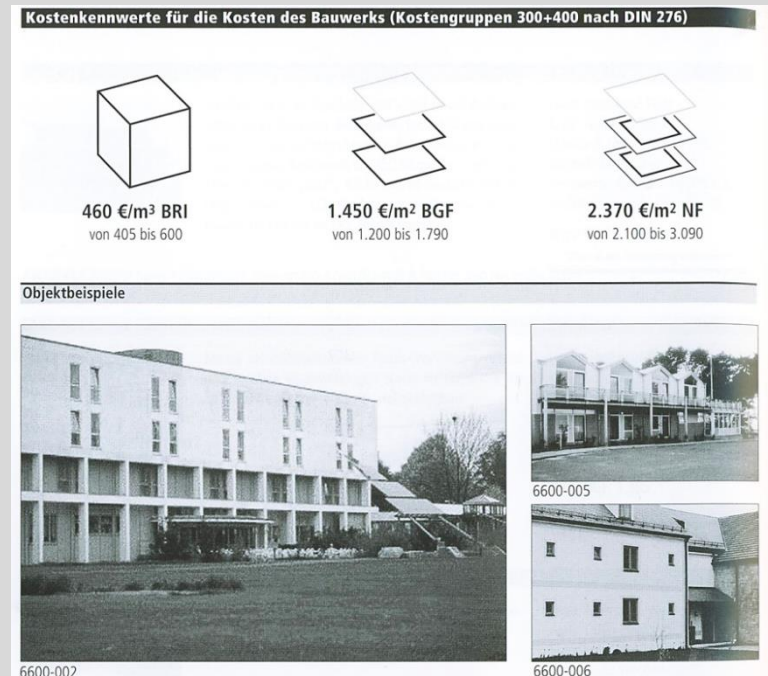 Kostenkennwerte für die Kosten des Bauwerks (Kostengruppen 300+400 nach DIN 276)
460 €/m³ BRI
von 405 bis 600
1.450 €/m² BGF
von 1.200 bis 1.790
2.370 €/m² NF
von 2.100 bis 3.090
Objektbeispiele
6600-002
6600-005
6600-006